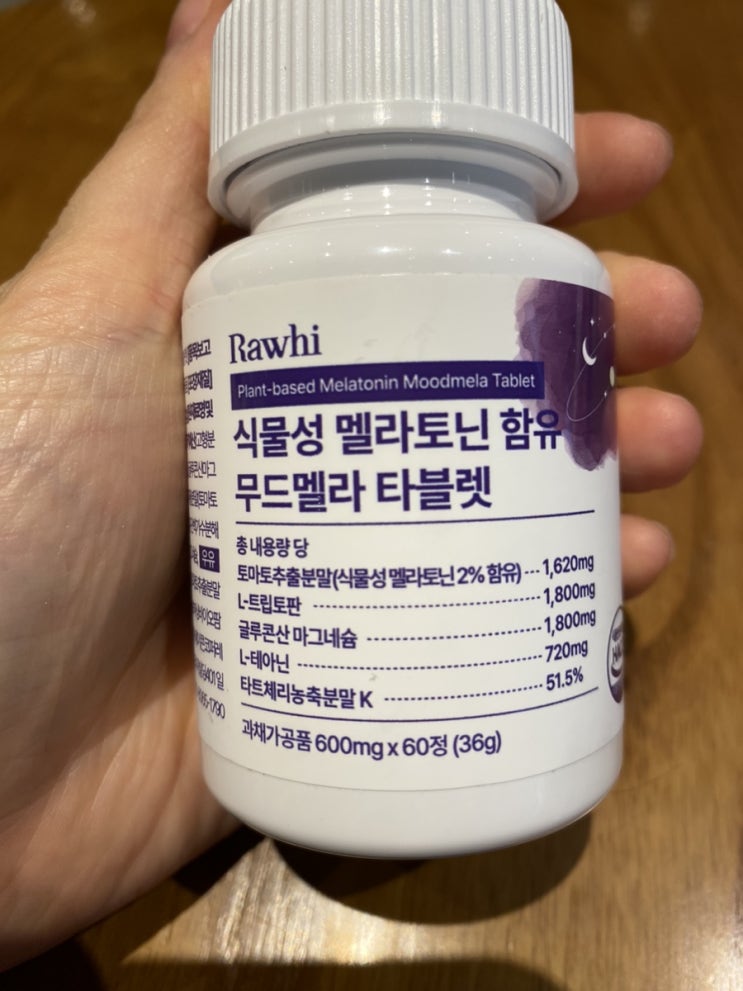 Rawhi
Plant-based Melatonin Moodmela Tablet
식물성 멜라토닌 함유
무드멜라 타블렛
총 내용량 당
토마토추출분말(식물성 멜라토닌 2% 함유) --- 1,620mg
L-트립토판 ---- 1,800mg
글루콘산 마그네슘 ---- 1,800mg
L-테아닌 ---- 720mg
타트체리농축분말 K ---- 51.5%
과채가공품 600mg x 60정 (36g)
우유